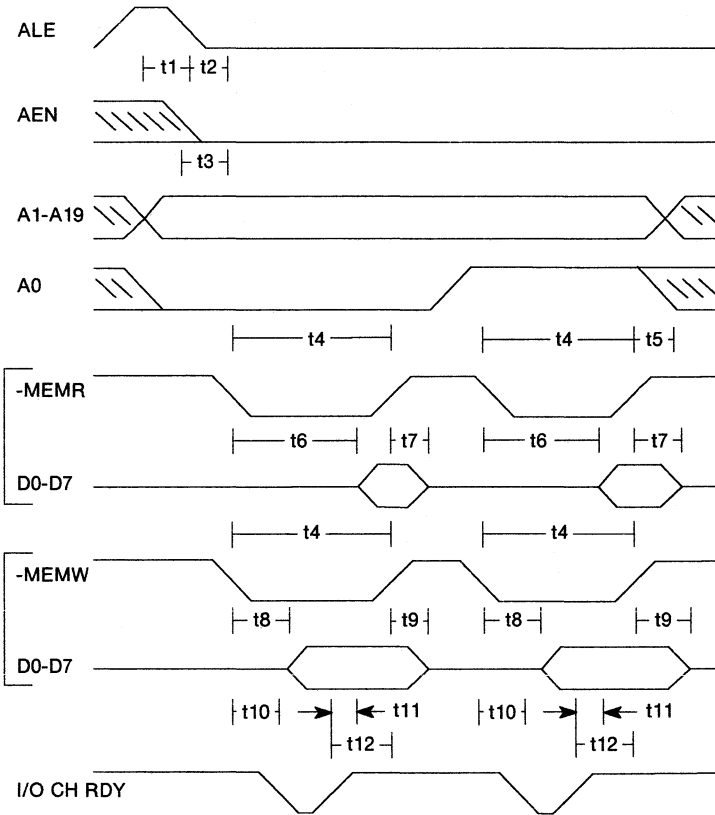 ALE
t1 t2
AEN
t3
A1-A19
A0
t4 t4 t5
-MEMR
t6 t7 t6 t7
D0-D7
t4 t4
-MEMW
t8 t9 t8 t9
D0-D7
t10 t11 t10 t11
t12 t12
I/O CH RDY